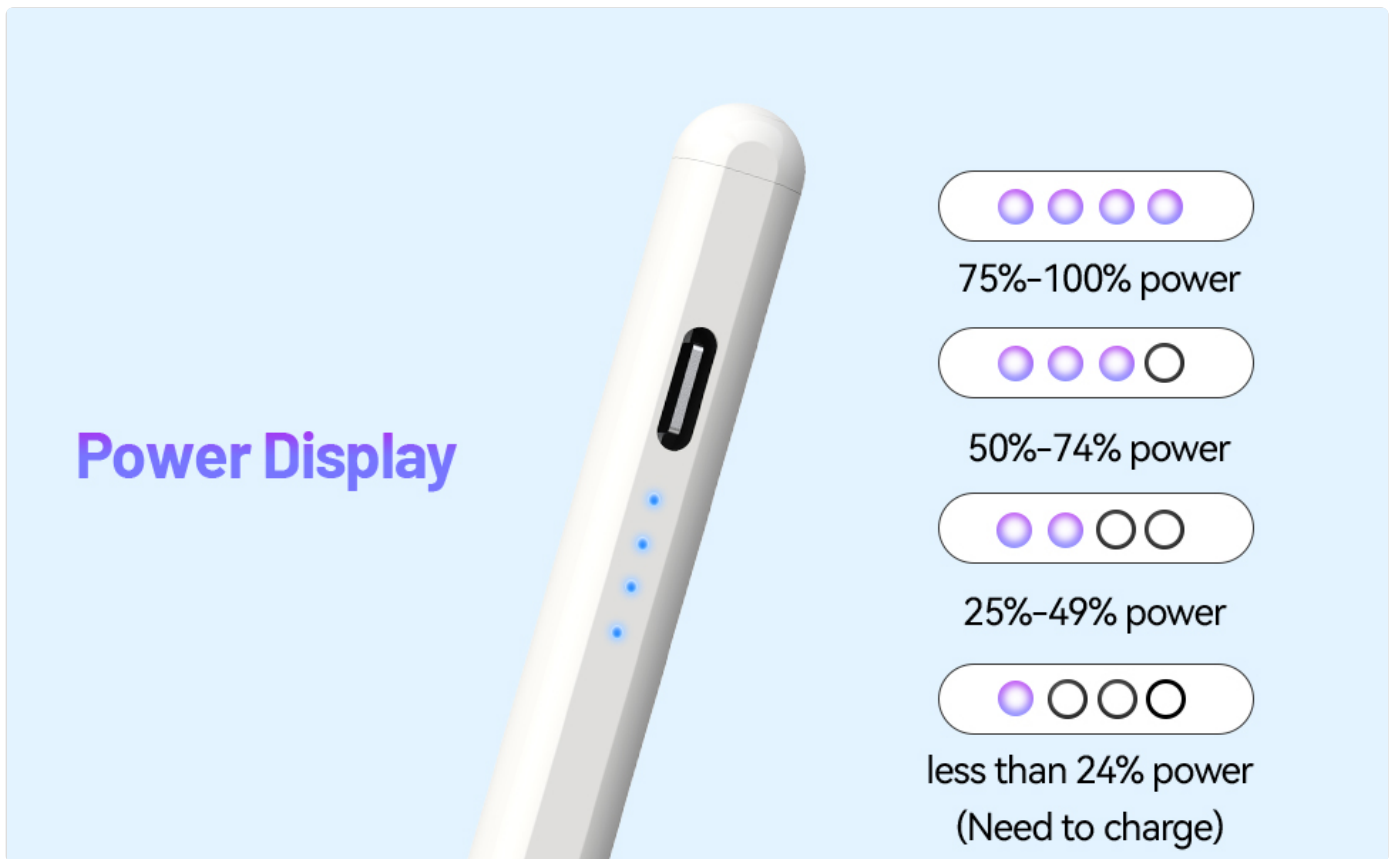 Power Display
75%-100% power
50%-74% power
25%-49% power
less than 24% power
(Need to charge)